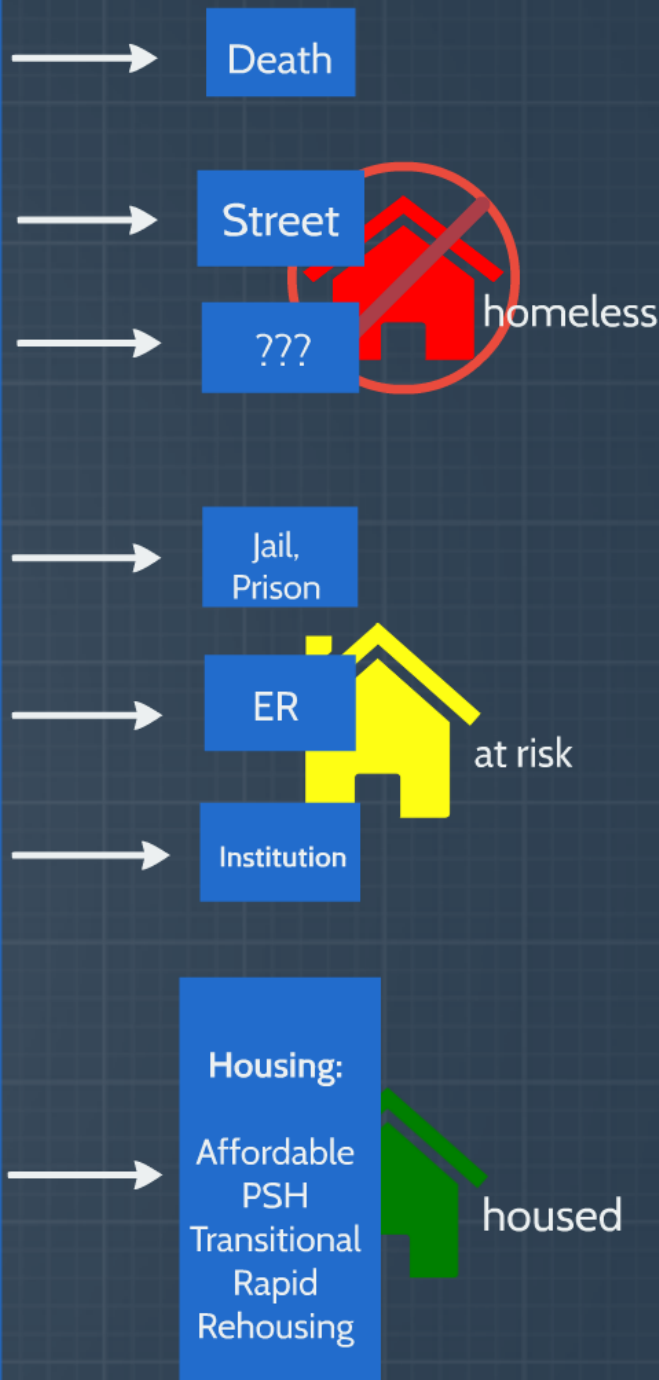 Death
Street
homeless
???
Jail,
Prison
ER
at risk
Institution
Housing:
Affordable
PSH
Transitional
Rapid
Rehousing
housed